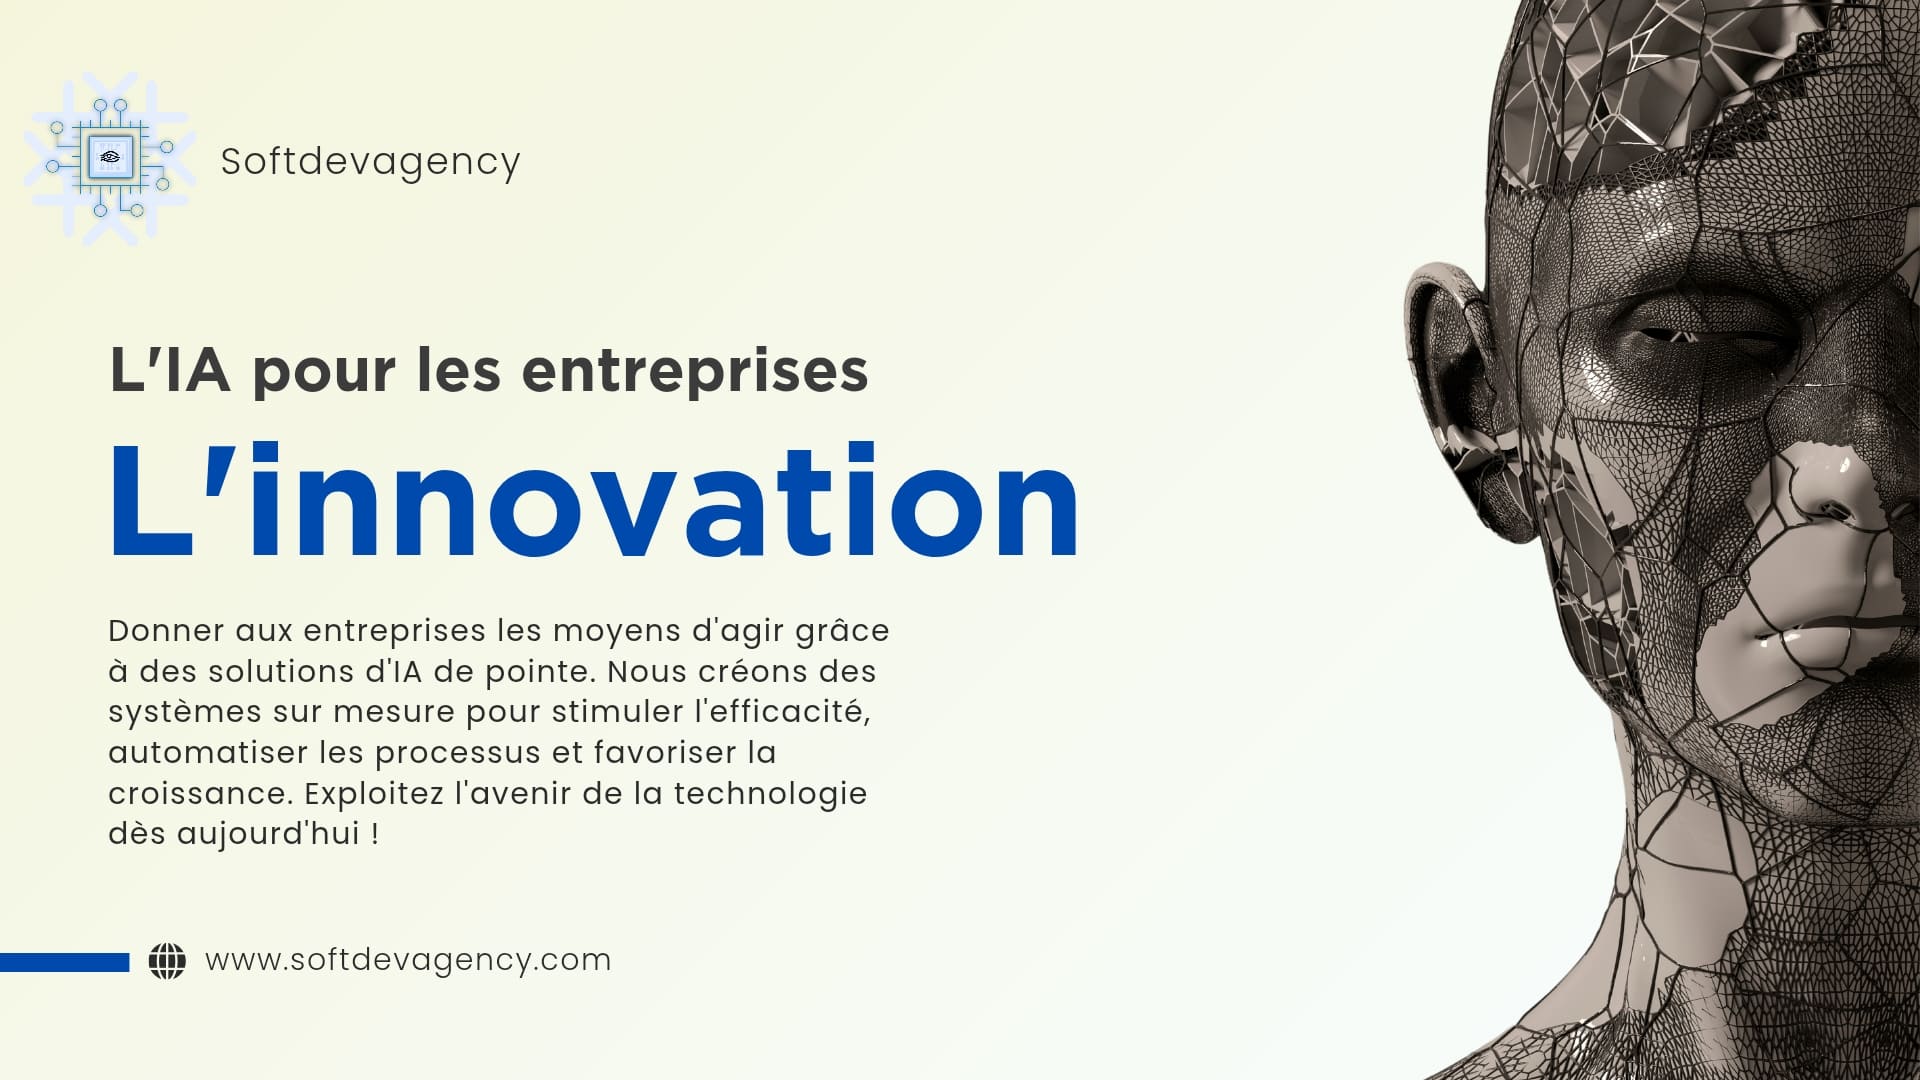 Softdevagency
L'IA pour les entreprises
L'innovation
Donner aux entreprises les moyens d'agir grâce
à des solutions d'IA de pointe. Nous créons des
systèmes sur mesure pour stimuler l'efficacité,
automatiser les processus et favoriser la
croissance. Exploitez l'avenir de la technologie
dès aujourd'hui !
www.softdevagency.com